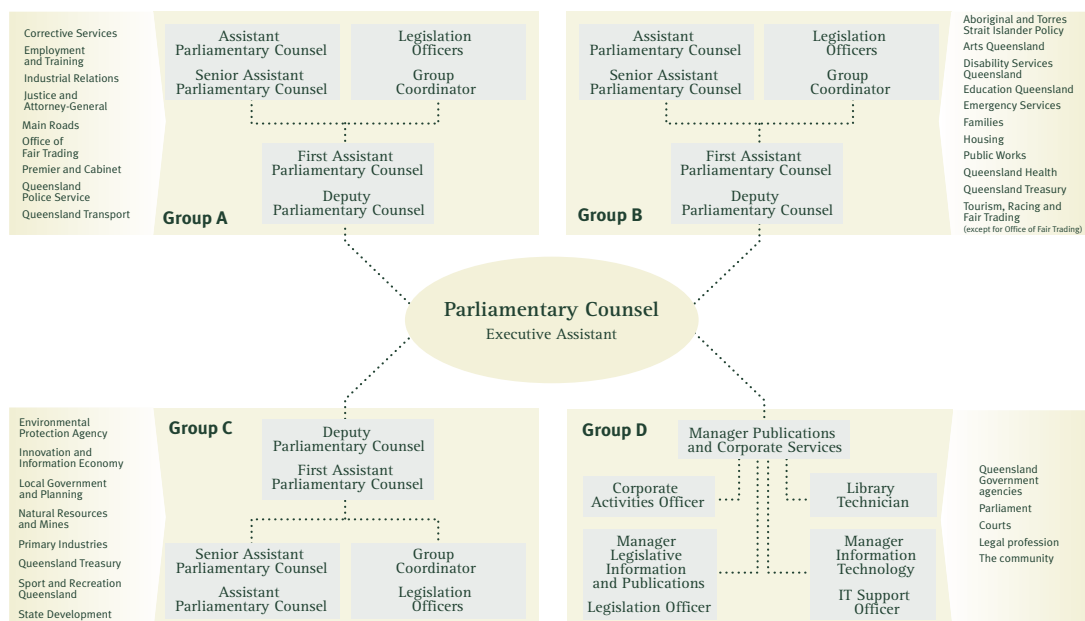 Corrective Services
Employment
and Training
Industrial Relations
Justice and
Attorney-General
Main Roads
Office of
Fair Trading
Premier and Cabinet
Queensland
Police Service
Queensland Transport
Assistant
Parliamentary Counsel
Senior Assistant
Parliamentary Counsel
Legislation
Officers
Group
Coordinator
First Assistant
Parliamentary Counsel
Deputy
Parliamentary Counsel
Group A
Assistant
Parliamentary Counsel
Senior Assistant
Parliamentary Counsel
Legislation
Officers
Group
Coordinator
First Assistant
Parliamentary Counsel
Deputy
Parliamentary Counsel
Group B
Aboriginal and Torres
Strait Islander Policy
Arts Queensland
Disability Services
Queensland
Education Queensland
Emergency Services
Families
Housing
Public Works
Queensland Health
Queensland Treasury
Tourism, Racing and
Fair Trading
(except for Office of Fair Trading)
Parliamentary Counsel
Executive Assistant
Environmental
Protection Agency
Innovation and
Information Economy
Local Government
and Planning
Natural Resources
and Mines
Primary Industries
Queensland Treasury
Sport and Recreation
Queensland
State Development
Group C
Deputy
Parliamentary Counsel
First Assistant
Parliamentary Counsel
Senior Assistant
Parliamentary Counsel
Assistant
Parliamentary Counsel
Group
Coordinator
Legislation
Officers
Group D
Manager Publications
and Corporate Services
Corporate
Activities Officer
Library
Technician
Manager
Legislative
Information
and Publications
Legislation Officer
Manager
Information
Technology
IT Support
Officer
Queensland
Government
agencies
Parliament
Courts
Legal profession
The community